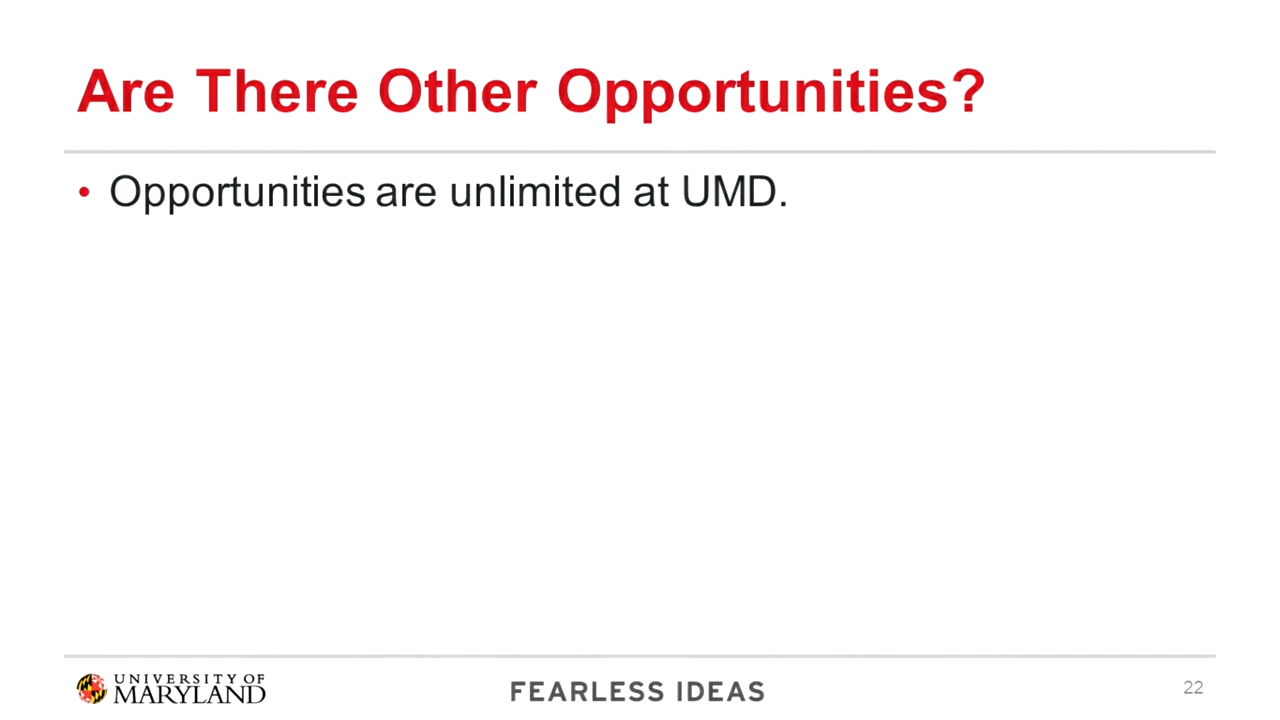 Are There Other Opportunities?
• Opportunities are unlimited at UMD.
UNIVERSITY OF
MARYLAND
FEARLESS IDEAS
22